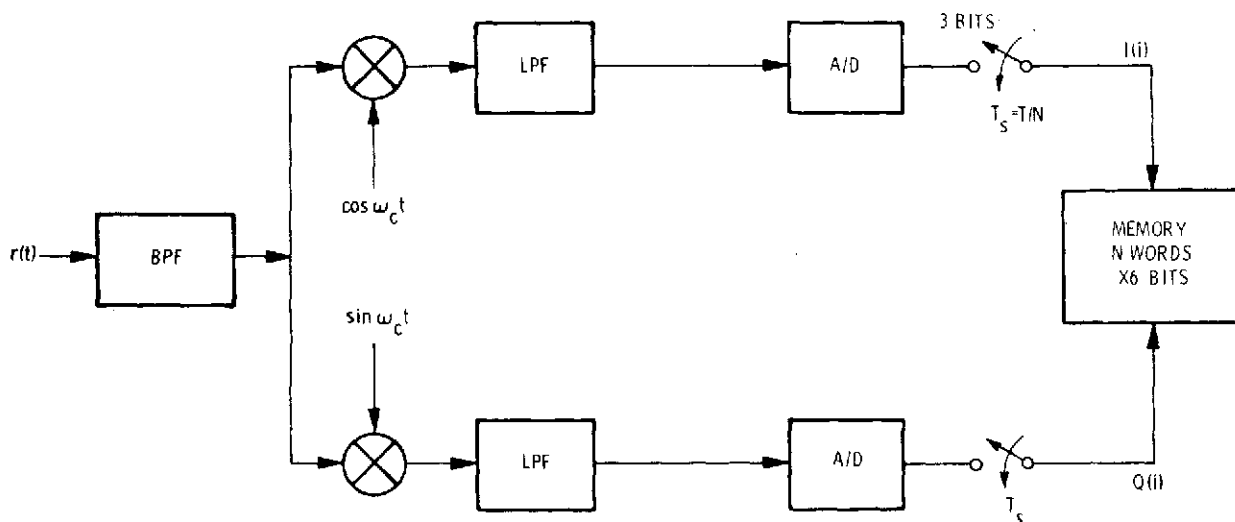 3 BITS
LPF
A/D
I(i)
T_s = T/N
cos ω_c t
r(t)
BPF
MEMORY
N WORDS
X6 BITS
sin ω_c t
LPF
A/D
T_s
Q(i)